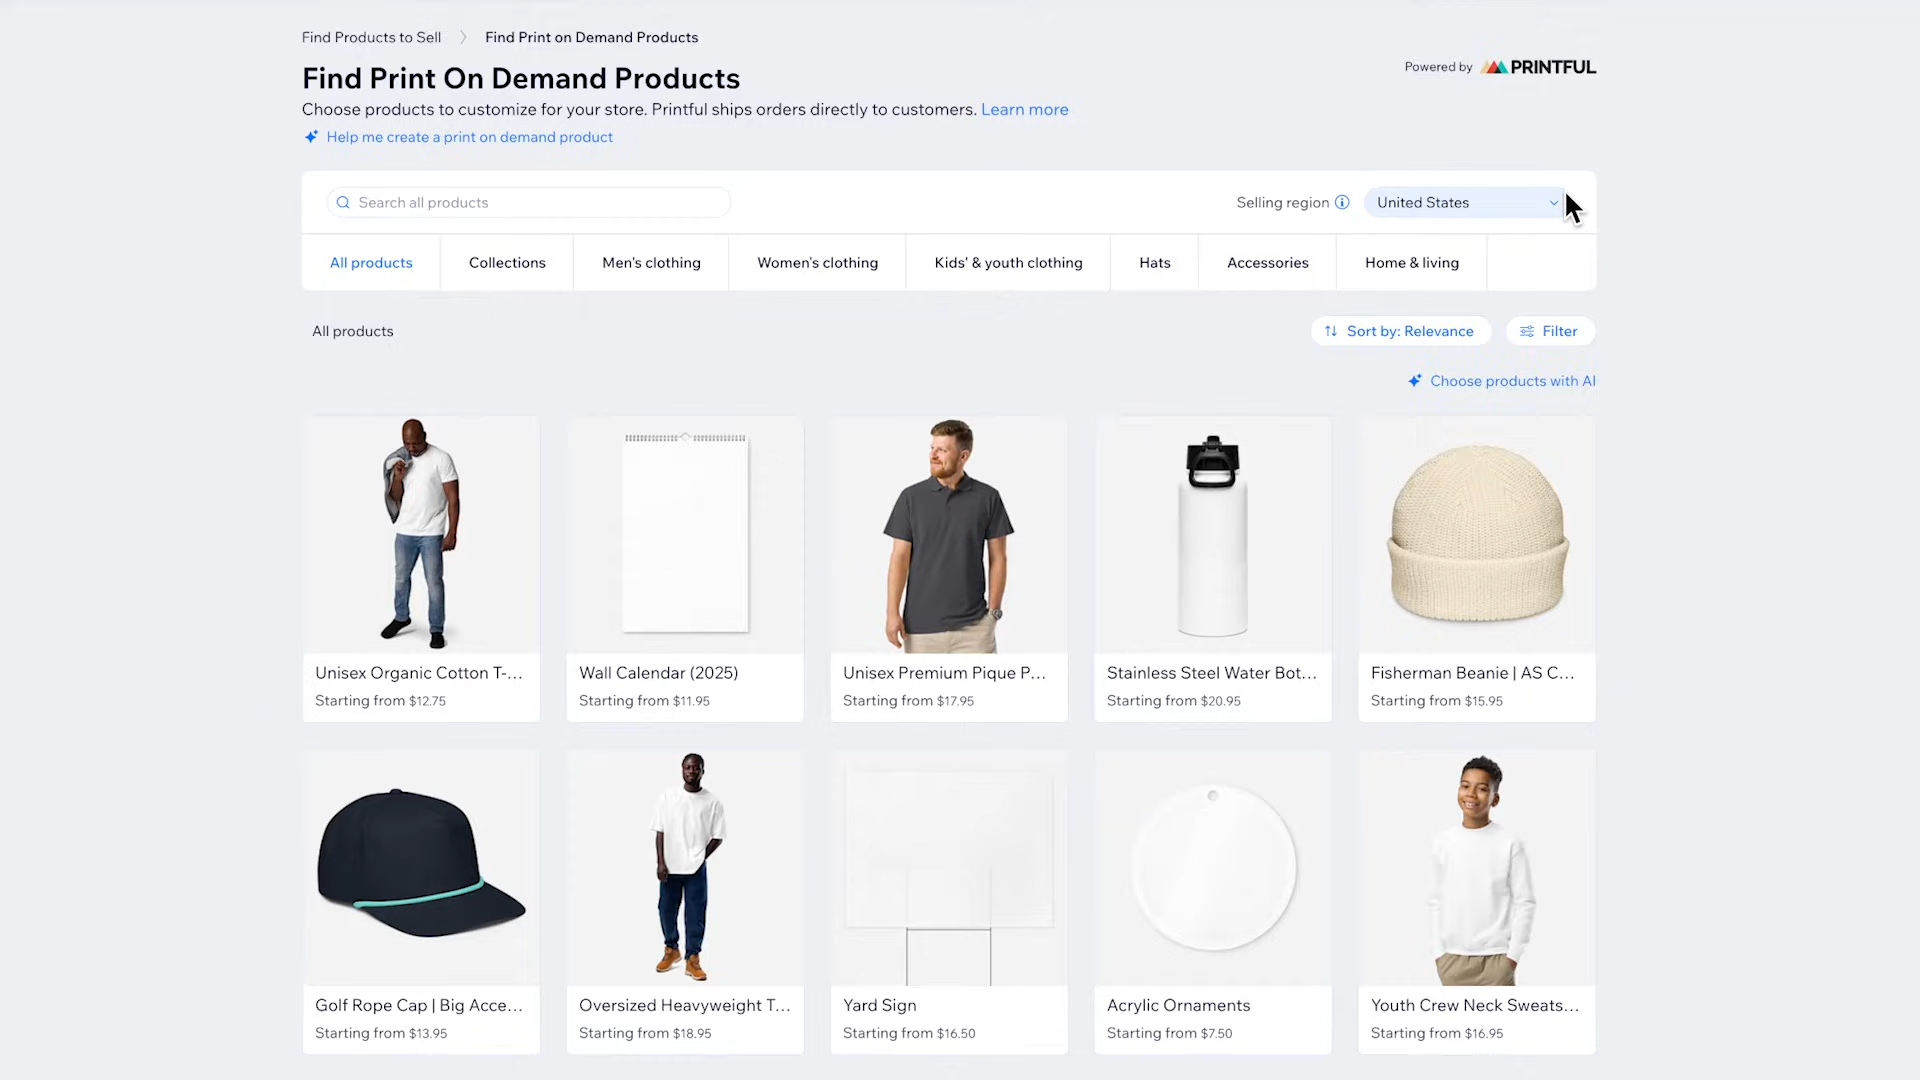 Find Products to Sell > Find Print on Demand Products
Find Print On Demand Products
Powered by PRINTFUL
Choose products to customize for your store. Printful ships orders directly to customers. Learn more
Help me create a print on demand product
Search all products
Selling region
United States
All products
Collections
Men's clothing
Women's clothing
Kids' & youth clothing
Hats
Accessories
Home & living
All products
Sort by: Relevance
Filter
Choose products with AI
Unisex Organic Cotton T-...
Starting from $12.75
Wall Calendar (2025)
Starting from $11.95
Unisex Premium Pique P...
Starting from $17.95
Stainless Steel Water Bot...
Starting from $20.95
Fisherman Beanie | AS C...
Starting from $15.95
Golf Rope Cap | Big Acce...
Starting from $13.95
Oversized Heavyweight T...
Starting from $18.95
Yard Sign
Starting from $16.50
Acrylic Ornaments
Starting from $7.50
Youth Crew Neck Sweats...
Starting from $16.95